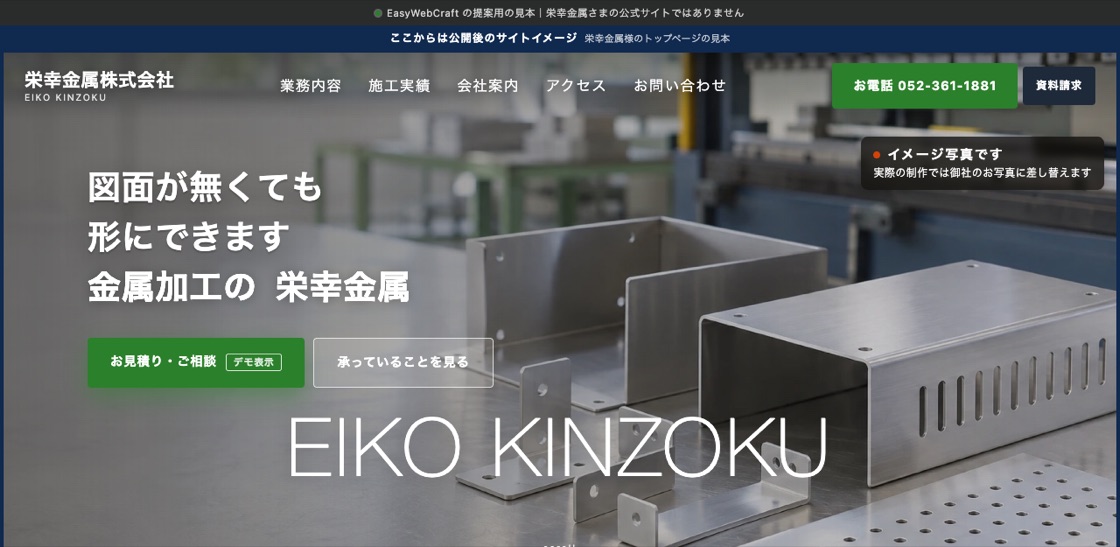 EasyWebCraft の提案用の見本｜栄幸金属さまの公式サイトではありません
ここからは公開後のサイトイメージ 栄幸金属様のトップページの見本
栄幸金属株式会社
EIKO KINZOKU
業務内容 施工実績 会社案内 アクセス お問い合わせ
お電話 052-361-1881
資料請求
イメージ写真です
実際の制作では御社のお写真に差し替えます
図面が無くても
形にできます
金属加工の 栄幸金属
お見積り・ご相談 デモ表示
承っていることを見る
EIKO KINZOKU